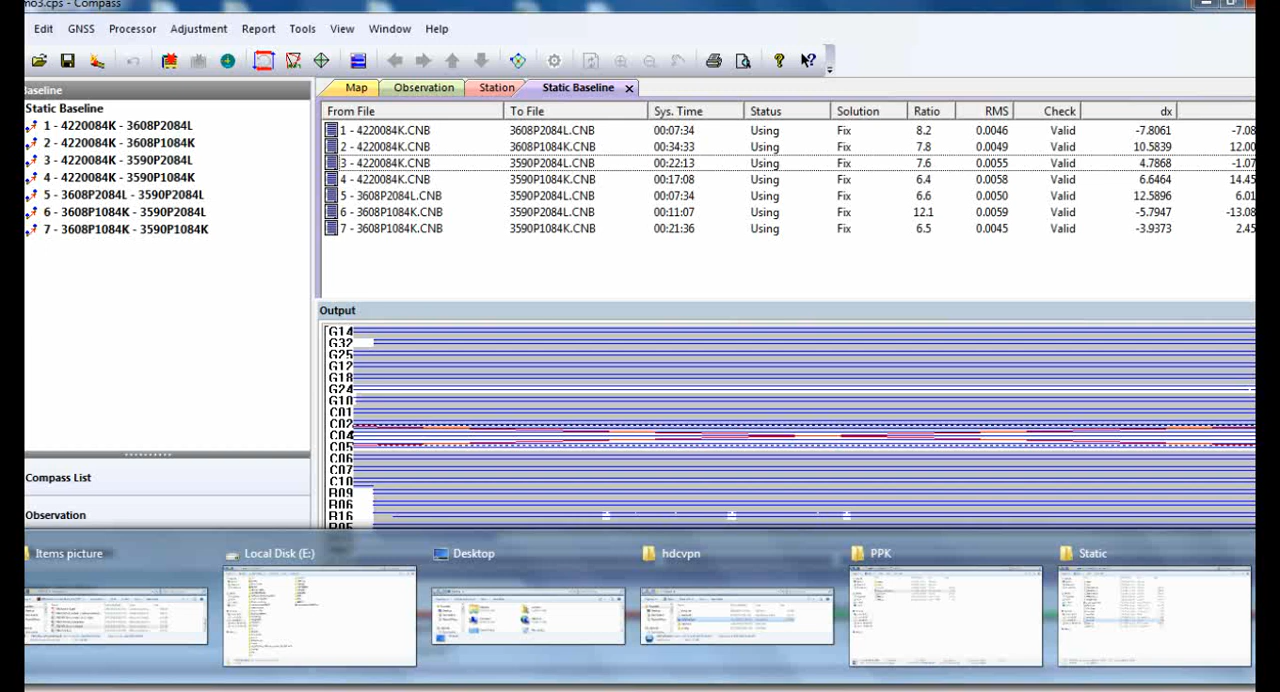 mo3.cps - Compass
Edit GNSS Processor Adjustment Report Tools View Window Help
Baseline
Static Baseline
1 - 4220084K - 3608P2084L
2 - 4220084K - 3608P1084K
3 - 4220084K - 3590P2084L
4 - 4220084K - 3590P1084K
5 - 3608P2084L - 3590P2084L
6 - 3608P1084K - 3590P2084L
7 - 3608P1084K - 3590P1084K
Compass List
Observation
Map Observation Station Static Baseline
From File To File Sys. Time Status Solution Ratio RMS Check dx
1 - 4220084K.CNB 3608P2084L.CNB 00:07:34 Using Fix 8.2 0.0046 Valid -7.8061 -7.08
2 - 4220084K.CNB 3608P1084K.CNB 00:34:33 Using Fix 7.8 0.0049 Valid 10.5839 12.00
3 - 4220084K.CNB 3590P2084L.CNB 00:22:13 Using Fix 7.6 0.0055 Valid 4.7868 -1.07
4 - 4220084K.CNB 3590P1084K.CNB 00:17:08 Using Fix 6.4 0.0058 Valid 6.6464 14.45
5 - 3608P2084L.CNB 3590P2084L.CNB 00:07:34 Using Fix 6.6 0.0050 Valid 12.5896 6.01
6 - 3608P1084K.CNB 3590P2084L.CNB 00:11:07 Using Fix 12.1 0.0059 Valid -5.7947 -13.08
7 - 3608P1084K.CNB 3590P1084K.CNB 00:21:36 Using Fix 6.5 0.0045 Valid -3.9373 2.45
Output
G14
G32
G25
G12
G18
G24
G10
C01
C02
C04
C05
C06
C07
C10
R09
R06
R16
R05
Items picture Local Disk (E:) Desktop hdcvpn PPK Static